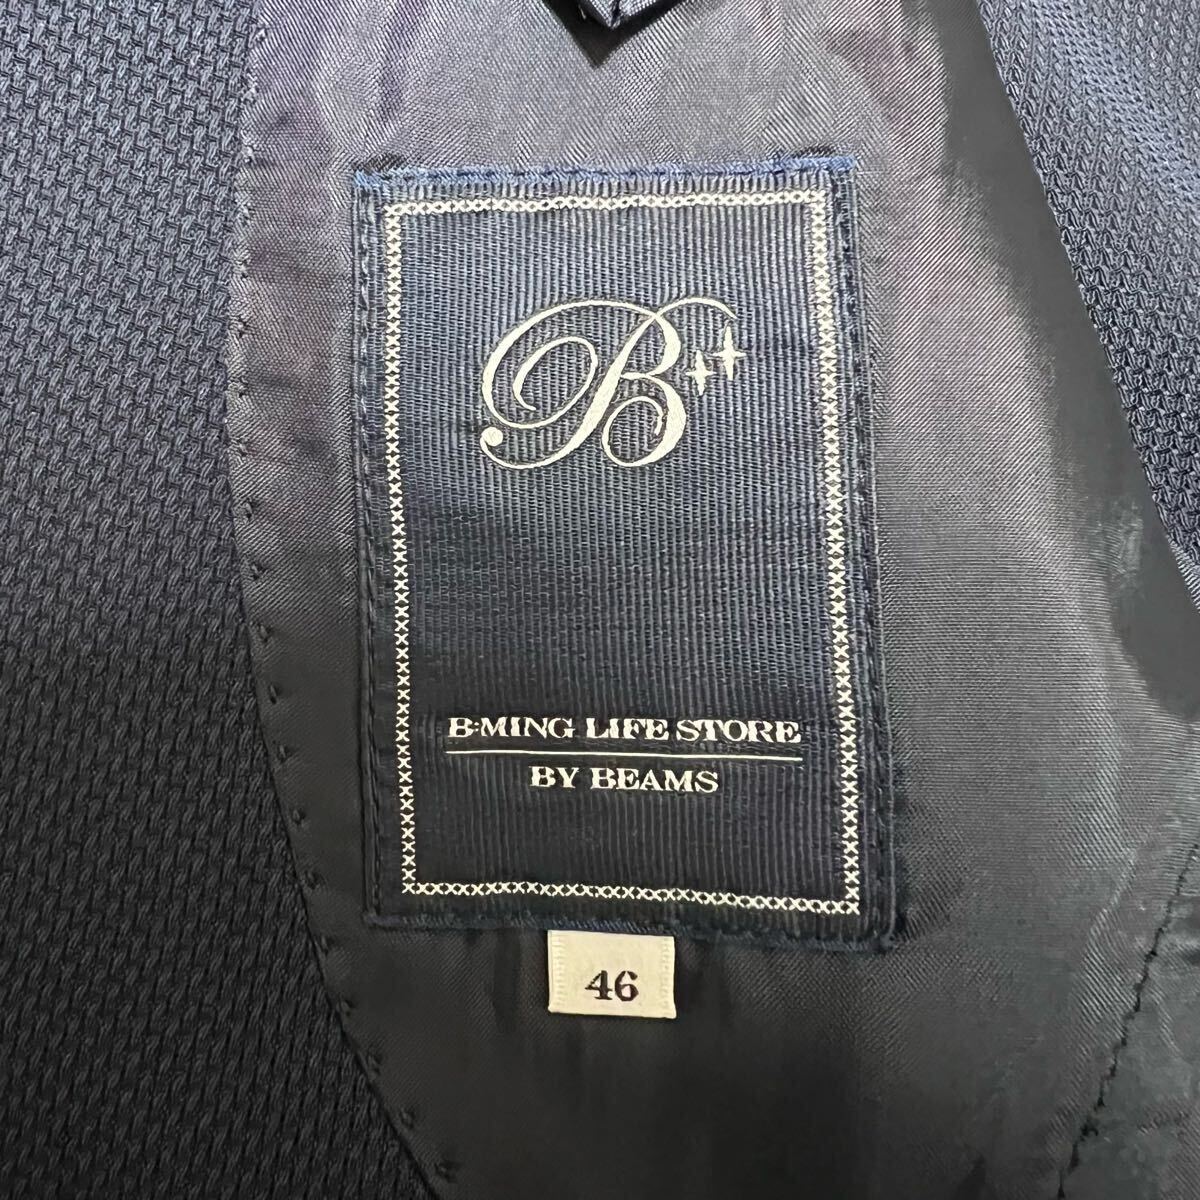 B++
B:MING LIFE STORE
BY BEAMS
46